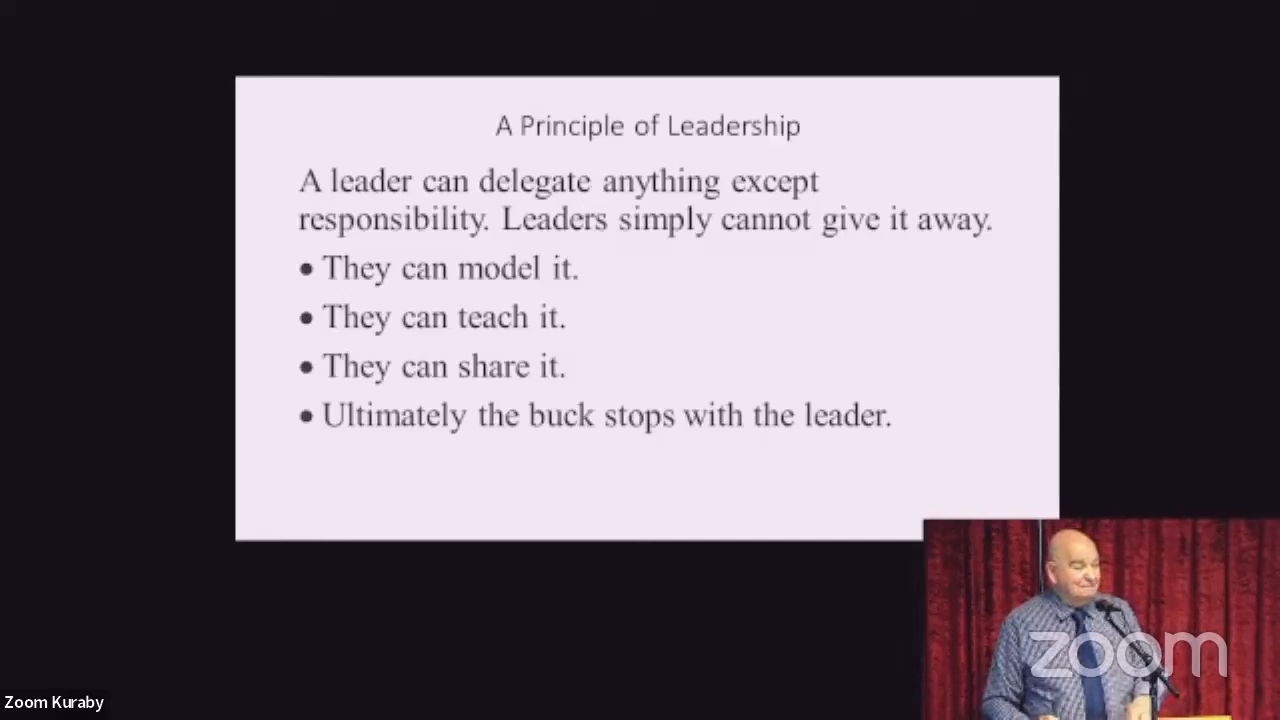 A Principle of Leadership
A leader can delegate anything except
responsibility. Leaders simply cannot give it away.
• They can model it.
• They can teach it.
• They can share it.
• Ultimately the buck stops with the leader.
zoom
Zoom Kuraby